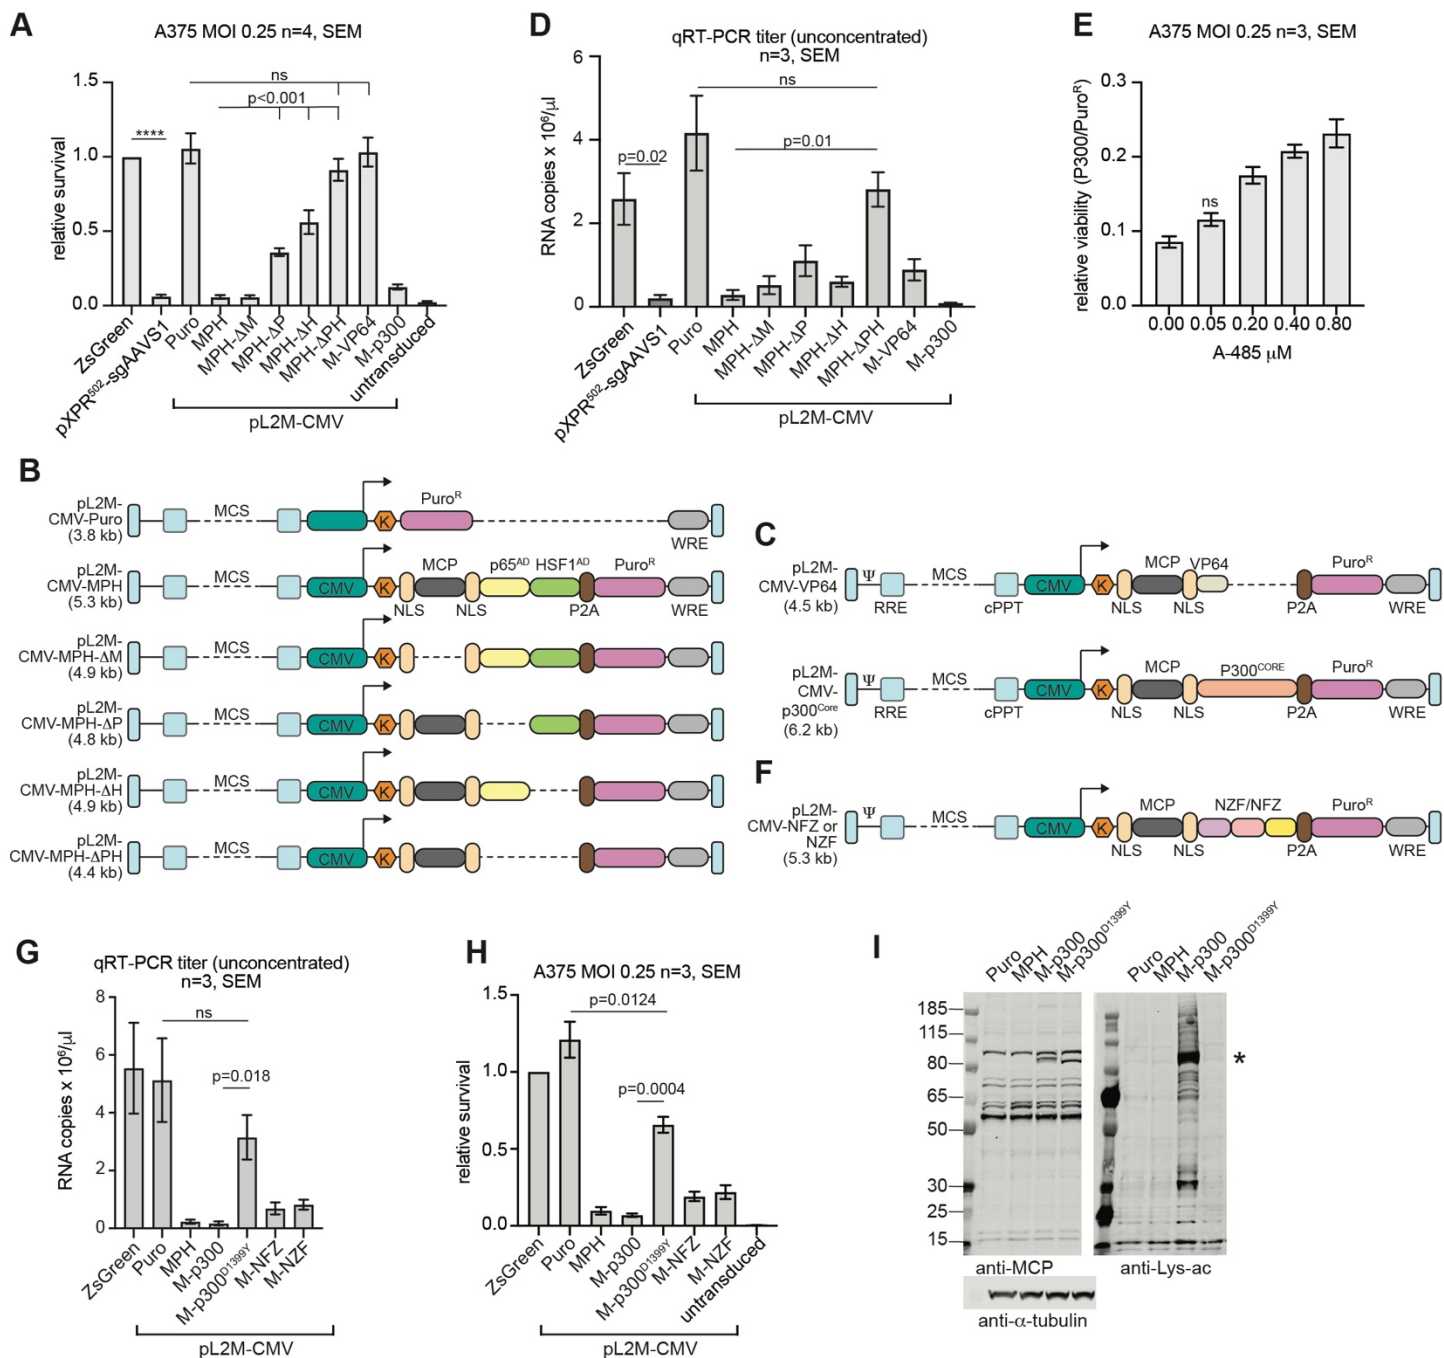 A
A375 MOI 0.25 n=4, SEM
relative survival
1.5
1.0
0.5
0.0
ns
p<0.001
****
ZsGreen
pXPR⁵⁰²-sgAAVS1
Puro
MPH
MPH-ΔM
MPH-ΔP
MPH-ΔH
MPH-ΔPH
M-VP64
M-p300
untransduced
pL2M-CMV
D
qRT-PCR titer (unconcentrated)
n=3, SEM
RNA copies x 10⁶/μl
6
4
2
0
ns
p=0.01
p=0.02
ZsGreen
pXPR⁵⁰²-sgAAVS1
Puro
MPH
MPH-ΔM
MPH-ΔP
MPH-ΔH
MPH-ΔPH
M-VP64
M-p300
pL2M-CMV
E
A375 MOI 0.25 n=3, SEM
relative viability (P300/Puroᴿ)
0.3
0.2
0.1
0.0
ns
0.00 0.05 0.20 0.40 0.80
A-485 μM
B
pL2M-
CMV-Puro
(3.8 kb)
MCS
K
Puroᴿ
WRE
pL2M-
CMV-MPH
(5.3 kb)
MCS
CMV
K
MCP p65ᴬᴰ HSF1ᴬᴰ Puroᴿ
NLS NLS P2A WRE
pL2M-
CMV-MPH-ΔM
(4.9 kb)
MCS
CMV
K
pL2M-
CMV-MPH-ΔP
(4.8 kb)
MCS
CMV
K
pL2M-
CMV-MPH-ΔH
(4.9 kb)
MCS
CMV
K
pL2M-
CMV-MPH-ΔPH
(4.4 kb)
MCS
CMV
K
C
pL2M-
CMV-VP64
(4.5 kb)
Ψ
MCS
CMV
K
MCP VP64 Puroᴿ
RRE cPPT NLS NLS P2A WRE
pL2M-
CMV-
p300ᶜᵒʳᵉ
(6.2 kb)
Ψ
MCS
CMV
K
MCP P300ᶜᴼᴿᴱ Puroᴿ
RRE cPPT NLS NLS P2A WRE
F
pL2M-
CMV-NFZ or
NZF
(5.3 kb)
Ψ
MCS
CMV
K
MCP NZF/NFZ Puroᴿ
NLS NLS P2A WRE
G
qRT-PCR titer (unconcentrated)
n=3, SEM
RNA copies x 10⁶/μl
8
6
4
2
0
ns
p=0.018
ZsGreen
Puro
MPH
M-p300
M-p300ᴰ¹³⁹⁹ʸ
M-NFZ
M-NZF
pL2M-CMV
H
A375 MOI 0.25 n=3, SEM
relative survival
1.5
1.0
0.5
0.0
p=0.0124
p=0.0004
ZsGreen
Puro
MPH
M-p300
M-p300ᴰ¹³⁹⁹ʸ
M-NFZ
M-NZF
untransduced
pL2M-CMV
I
Puro
MPH
M-p300
M-p300ᴰ¹³⁹⁹ʸ
Puro
MPH
M-p300
M-p300ᴰ¹³⁹⁹ʸ
185
115
80
65
50
30
25
15
*
anti-MCP
anti-Lys-ac
anti-α-tubulin